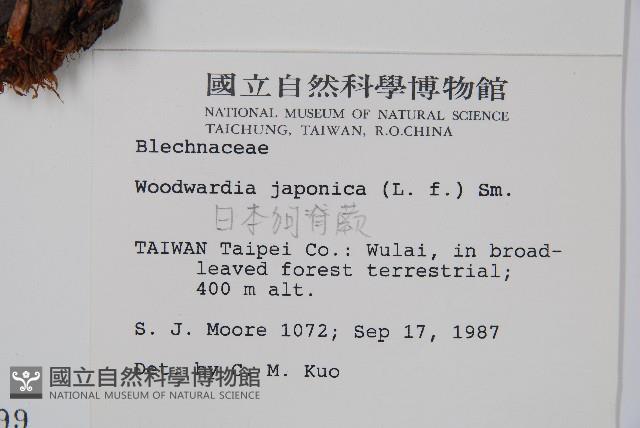 國立自然科學博物館
NATIONAL MUSEUM OF NATURAL SCIENCE
TAICHUNG, TAIWAN, R.O.CHINA
Blechnaceae
Woodwardia japonica (L. f.) Sm.
日本狗脊蕨
TAIWAN Taipei Co.: Wulai, in broad-
leaved forest terrestrial;
400 m alt.
S. J. Moore 1072; Sep 17, 1987
Det. by C. M. Kuo
國立自然科學博物館
NATIONAL MUSEUM OF NATURAL SCIENCE
99